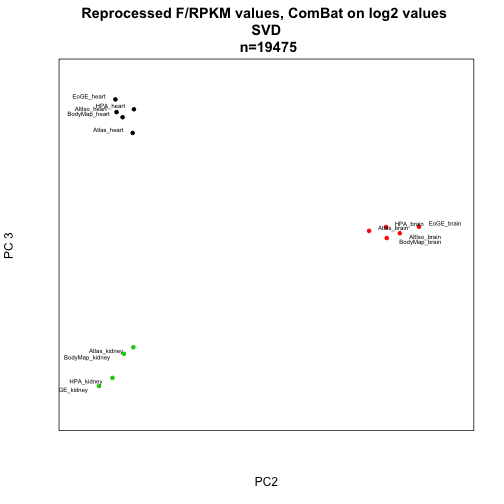 Reprocessed F/RPKM values, ComBat on log2 values
SVD
n=19475
EoGE_heart
HPA_heart
AltIso_heart
BodyMap_heart
Atlas_heart
HPA_brain
EoGE_brain
Atlas_brain
AltIso_brain
BodyMap_brain
PC 3
Atlas_kidney
BodyMap_kidney
HPA_kidney
GE_kidney
PC2